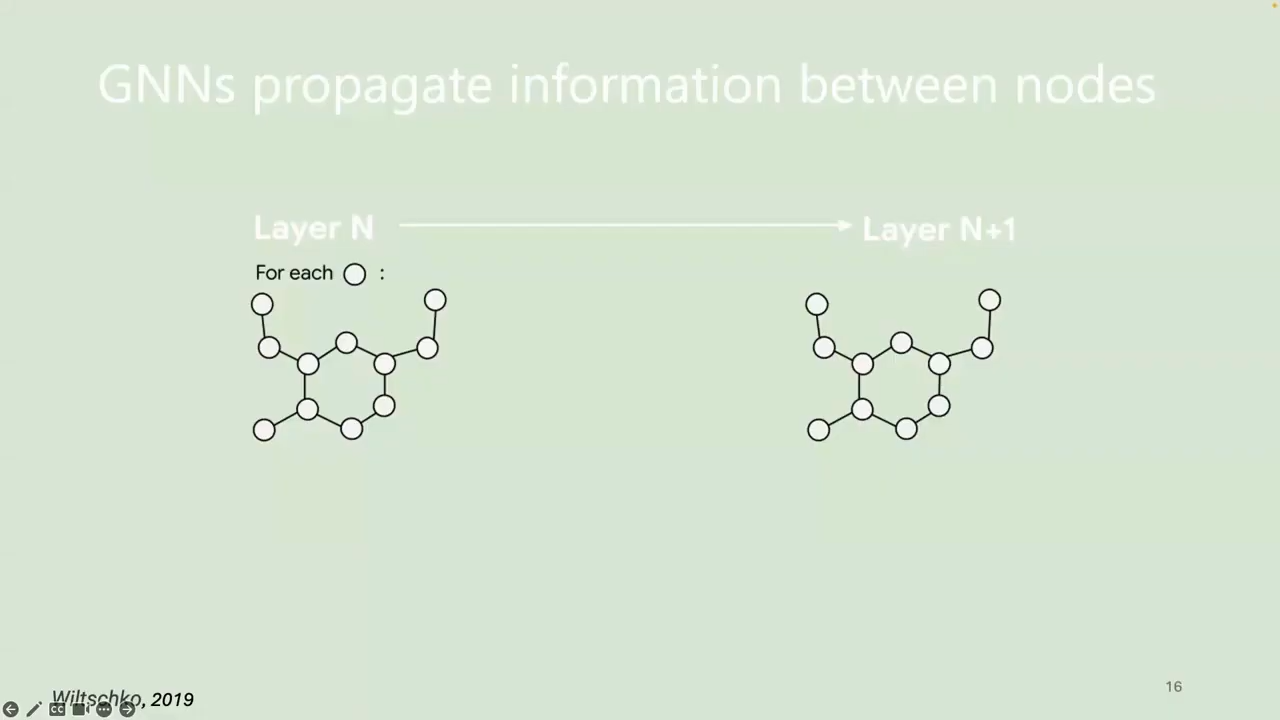 GNNs propagate information between nodes
Layer N
Layer N+1
For each :
Wiltschko, 2019
16